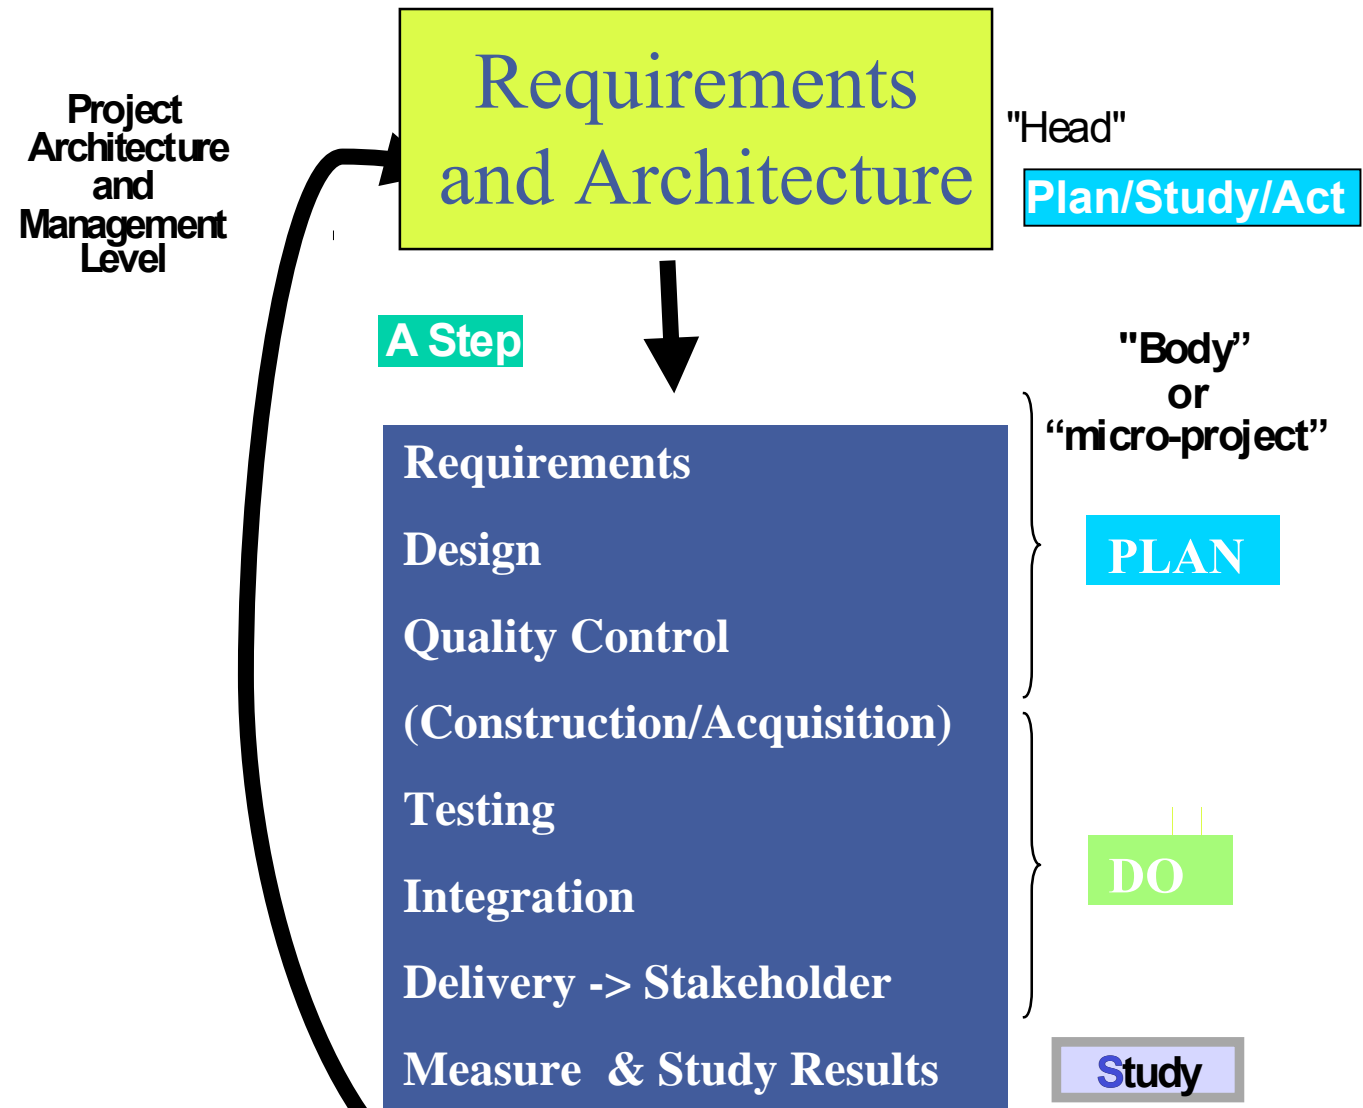 Project
Architecture
and
Management
Level
Requirements
and Architecture
"Head"
Plan/Study/Act
A Step
"Body”
or
“micro-project”
Requirements
Design
Quality Control
(Construction/Acquisition)
Testing
Integration
Delivery -> Stakeholder
Measure & Study Results
PLAN
DO
Study